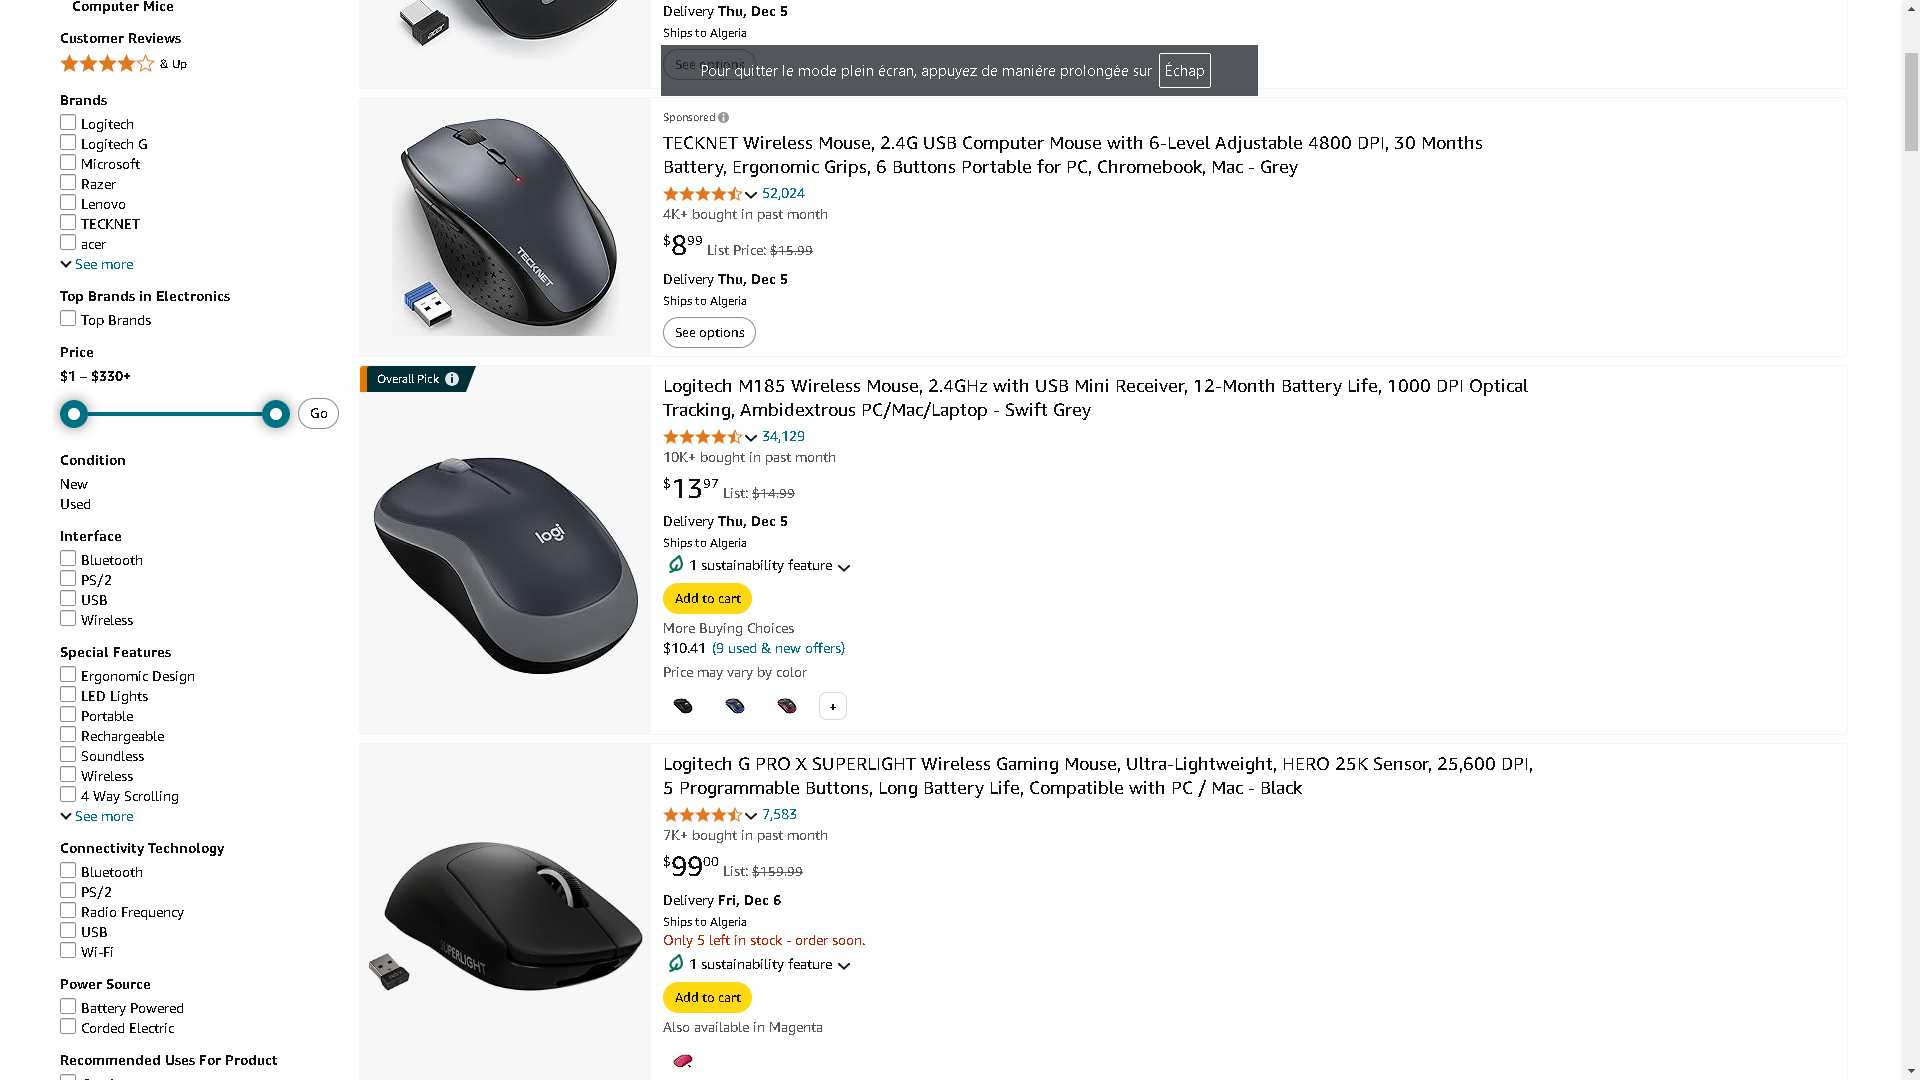 Computer Mice
Customer Reviews
& Up
Brands
Logitech
Logitech G
Microsoft
Razer
Lenovo
TECKNET
acer
See more
Top Brands in Electronics
Top Brands
Price
$1 – $330+
Go
Condition
New
Used
Interface
Bluetooth
PS/2
USB
Wireless
Special Features
Ergonomic Design
LED Lights
Portable
Rechargeable
Soundless
Wireless
4 Way Scrolling
See more
Connectivity Technology
Bluetooth
PS/2
Radio Frequency
USB
Wi-Fi
Power Source
Battery Powered
Corded Electric
Recommended Uses For Product
acer
Delivery Thu, Dec 5
Ships to Algeria
See options
Pour quitter le mode plein écran, appuyez de manière prolongée sur Échap
TECKNET
Sponsored
TECKNET Wireless Mouse, 2.4G USB Computer Mouse with 6-Level Adjustable 4800 DPI, 30 Months
Battery, Ergonomic Grips, 6 Buttons Portable for PC, Chromebook, Mac - Grey
52,024
4K+ bought in past month
$899 List Price: $15.99
Delivery Thu, Dec 5
Ships to Algeria
See options
Overall Pick
logi
Logitech M185 Wireless Mouse, 2.4GHz with USB Mini Receiver, 12-Month Battery Life, 1000 DPI Optical
Tracking, Ambidextrous PC/Mac/Laptop - Swift Grey
34,129
10K+ bought in past month
$1397 List: $14.99
Delivery Thu, Dec 5
Ships to Algeria
1 sustainability feature
Add to cart
More Buying Choices
$10.41 (9 used & new offers)
Price may vary by color
+
SUPERLIGHT
PRO X
Logitech G PRO X SUPERLIGHT Wireless Gaming Mouse, Ultra-Lightweight, HERO 25K Sensor, 25,600 DPI,
5 Programmable Buttons, Long Battery Life, Compatible with PC / Mac - Black
7,583
7K+ bought in past month
$9900 List: $159.99
Delivery Fri, Dec 6
Ships to Algeria
Only 5 left in stock - order soon.
1 sustainability feature
Add to cart
Also available in Magenta